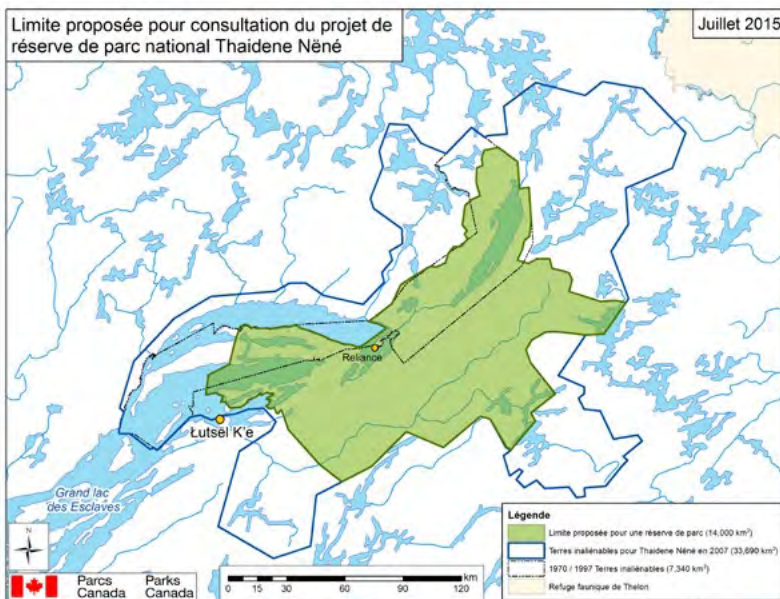 Limite proposée pour consultation du projet de
réserve de parc national Thaidene Nëné
Juillet 2015
Reliance
Łutsël K'e
Grand lac
des Esclaves
Légende
Limite proposée pour une réserve de parc (14,000 km²)
Terres inaliénables pour Thaidene Nëné en 2007 (33,690 km²)
1970 / 1997 Terres inaliénables (7,340 km²)
Refuge faunique de Thelon
N
Parcs Canada
Parks Canada
km
0 15 30 60 90 120